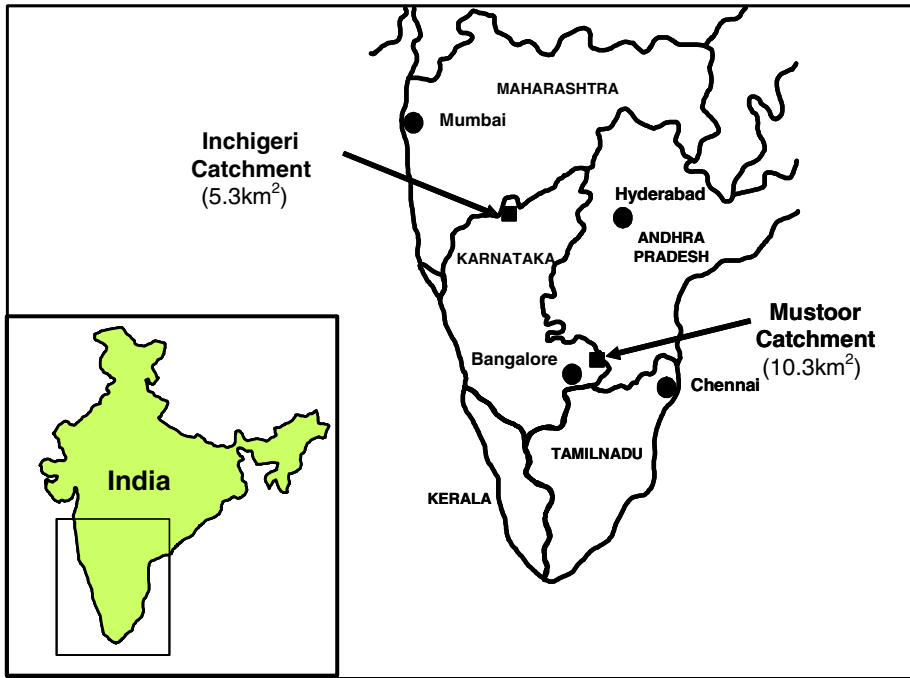 MAHARASHTRA
Mumbai
Inchigeri
Catchment
(5.3km²)
Hyderabad
ANDHRA
PRADESH
KARNATAKA
Mustoor
Catchment
(10.3km²)
Bangalore
Chennai
TAMILNADU
KERALA
India